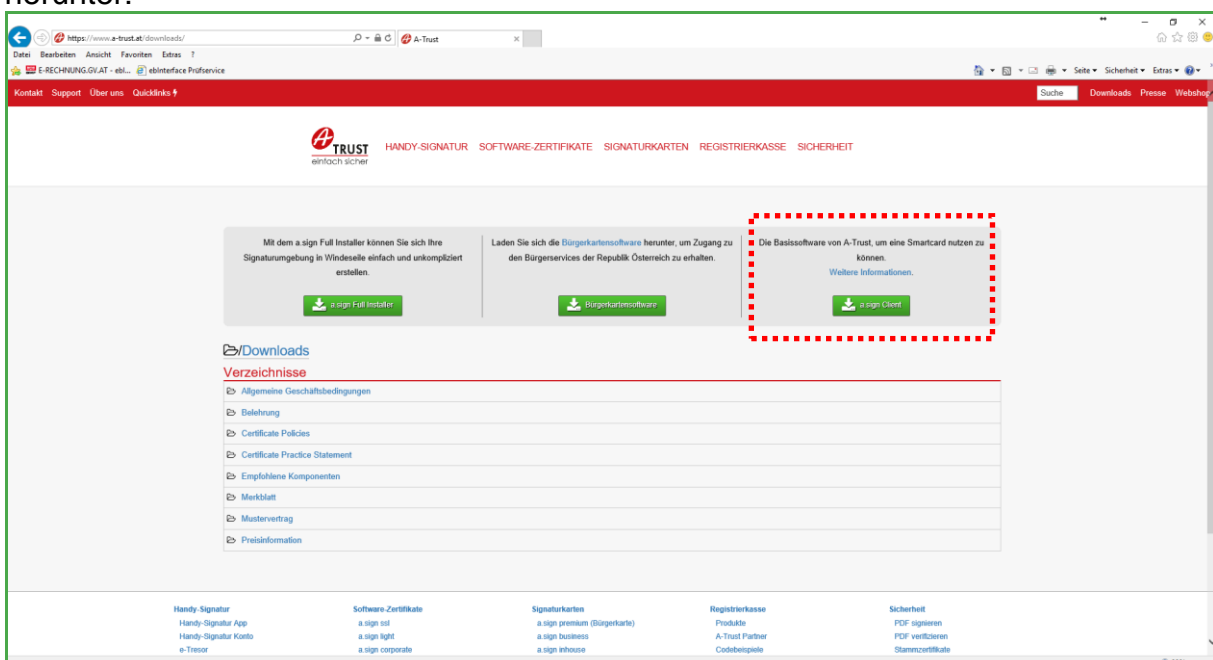 herunter.
https://www.a-trust.at/downloads/
A-Trust
Datei Bearbeiten Ansicht Favoriten Extras ?
E-RECHNUNG.GV.AT - ebI... ebInterface Prüfservice
Seite Sicherheit Extras
Kontakt Support Über uns Quicklinks
Suche Downloads Presse Webshop
A TRUST
einfach sicher
HANDY-SIGNATUR SOFTWARE-ZERTIFIKATE SIGNATURKARTEN REGISTRIERKASSE SICHERHEIT
Mit dem a.sign Full Installer können Sie sich Ihre
Signaturumgebung in Windeseile einfach und unkompliziert
erstellen.
a.sign Full Installer
Laden Sie sich die Bürgerkartensoftware herunter, um Zugang zu
den Bürgerservices der Republik Österreich zu erhalten.
Bürgerkartensoftware
Die Basissoftware von A-Trust, um eine Smartcard nutzen zu
können.
Weitere Informationen.
a.sign Client
/Downloads
Verzeichnisse
Allgemeine Geschäftsbedingungen
Belehrung
Certificate Policies
Certificate Practice Statement
Empfohlene Komponenten
Merkblatt
Mustervertrag
Preisinformation
Handy-Signatur
Handy-Signatur App
Handy-Signatur Konto
e-Tresor
Software-Zertifikate
a.sign ssl
a.sign light
a.sign corporate
Signaturkarten
a.sign premium (Bürgerkarte)
a.sign business
a.sign inhouse
Registrierkasse
Produkte
A-Trust Partner
Codebeispiele
Sicherheit
PDF signieren
PDF verifizieren
Stammzertifikate